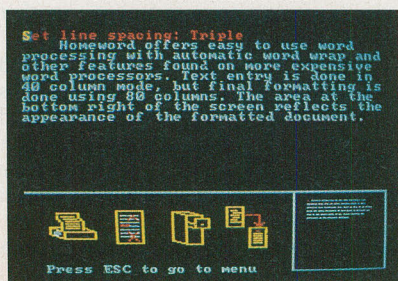 Set line spacing: Triple
Homeword offers easy to use word
processing with automatic word wrap and
other features found on more expensive
word processors. Text entry is done in
40 column mode, but final formatting is
done using 80 columns. The area at the
bottom right of the screen reflects the
appearance of the formatted document.
Press ESC to go to menu